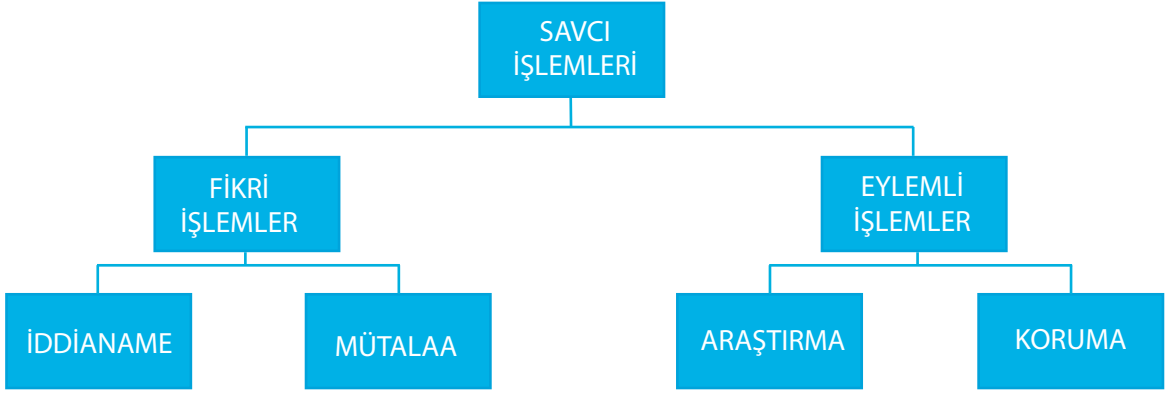 SAVCI
İŞLEMLERİ
FİKRİ
İŞLEMLER
EYLEMLİ
İŞLEMLER
İDDİANAME
MÜTALAA
ARAŞTIRMA
KORUMA